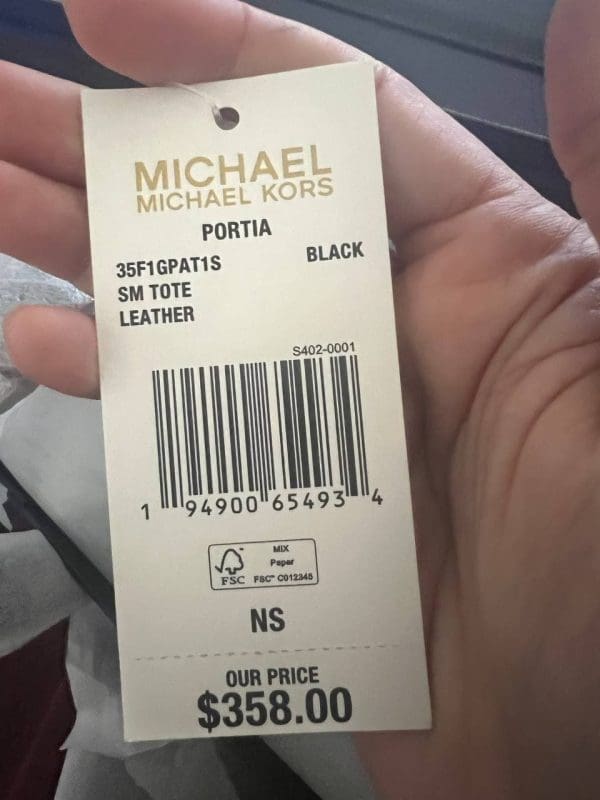 MICHAEL
MICHAEL KORS
PORTIA
35F1GPAT1S BLACK
SM TOTE
LEATHER
S402-0001
1 94900 65493 4
MIX
Paper
FSC FSC™ C012345
NS
OUR PRICE
$358.00